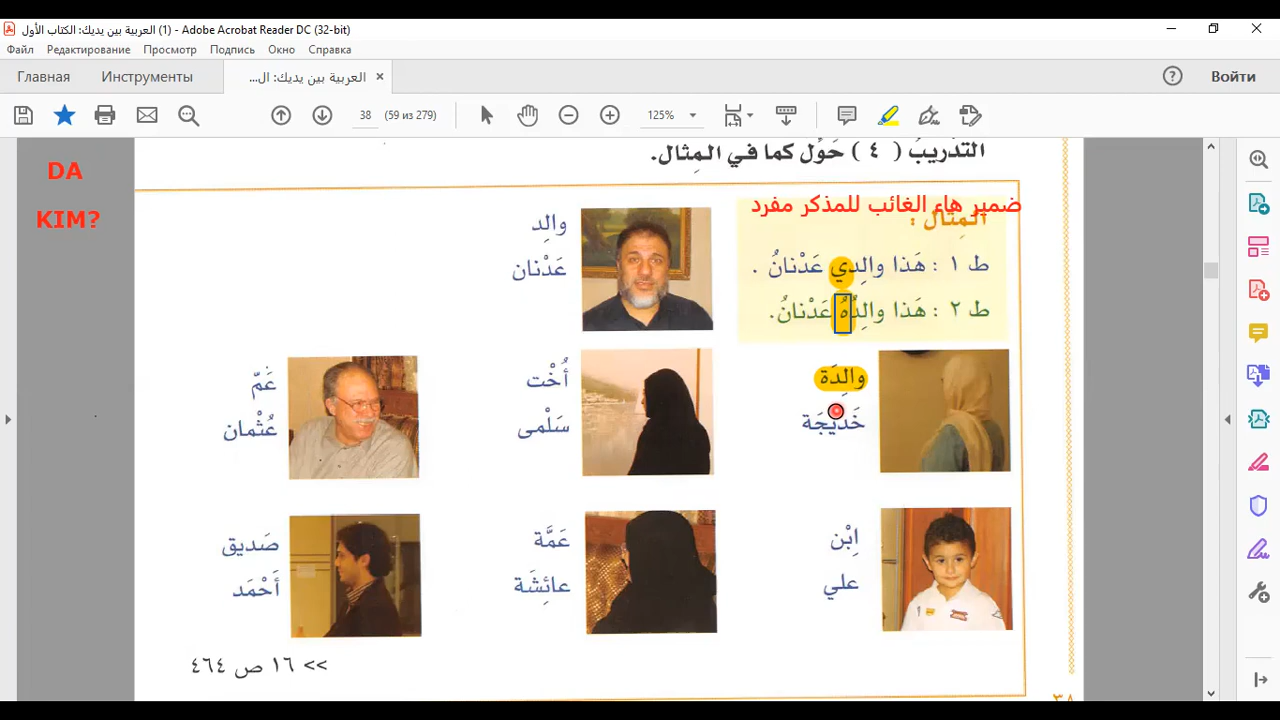 العربية بين يديك: الكتاب الأول (1) - Adobe Acrobat Reader DC (32-bit)
Файл Редактирование Просмотр Подпись Окно Справка
Главная Инструменты العربية بين يديك: ال... × Войти
38 (59 из 279) 125%
DA
KIM?
التدريب ( ٤ ) حَوِّل كما في المِثال.
ضمير هاء الغائب للمذكر مفرد
المِثال :
ط ١ : هَذا والِدي عَدْنانُ .
ط ٢ : هَذا والِدُهُ عَدْنانُ.
والِد
عَدْنان
والِدَة
خَديجَة
أُخْت
سَلْمى
عَمّ
عُثْمان
اِبْن
علي
عَمَّة
عائِشَة
صَديق
أَحْمَد
>> ١٦ ص ٤٦٤